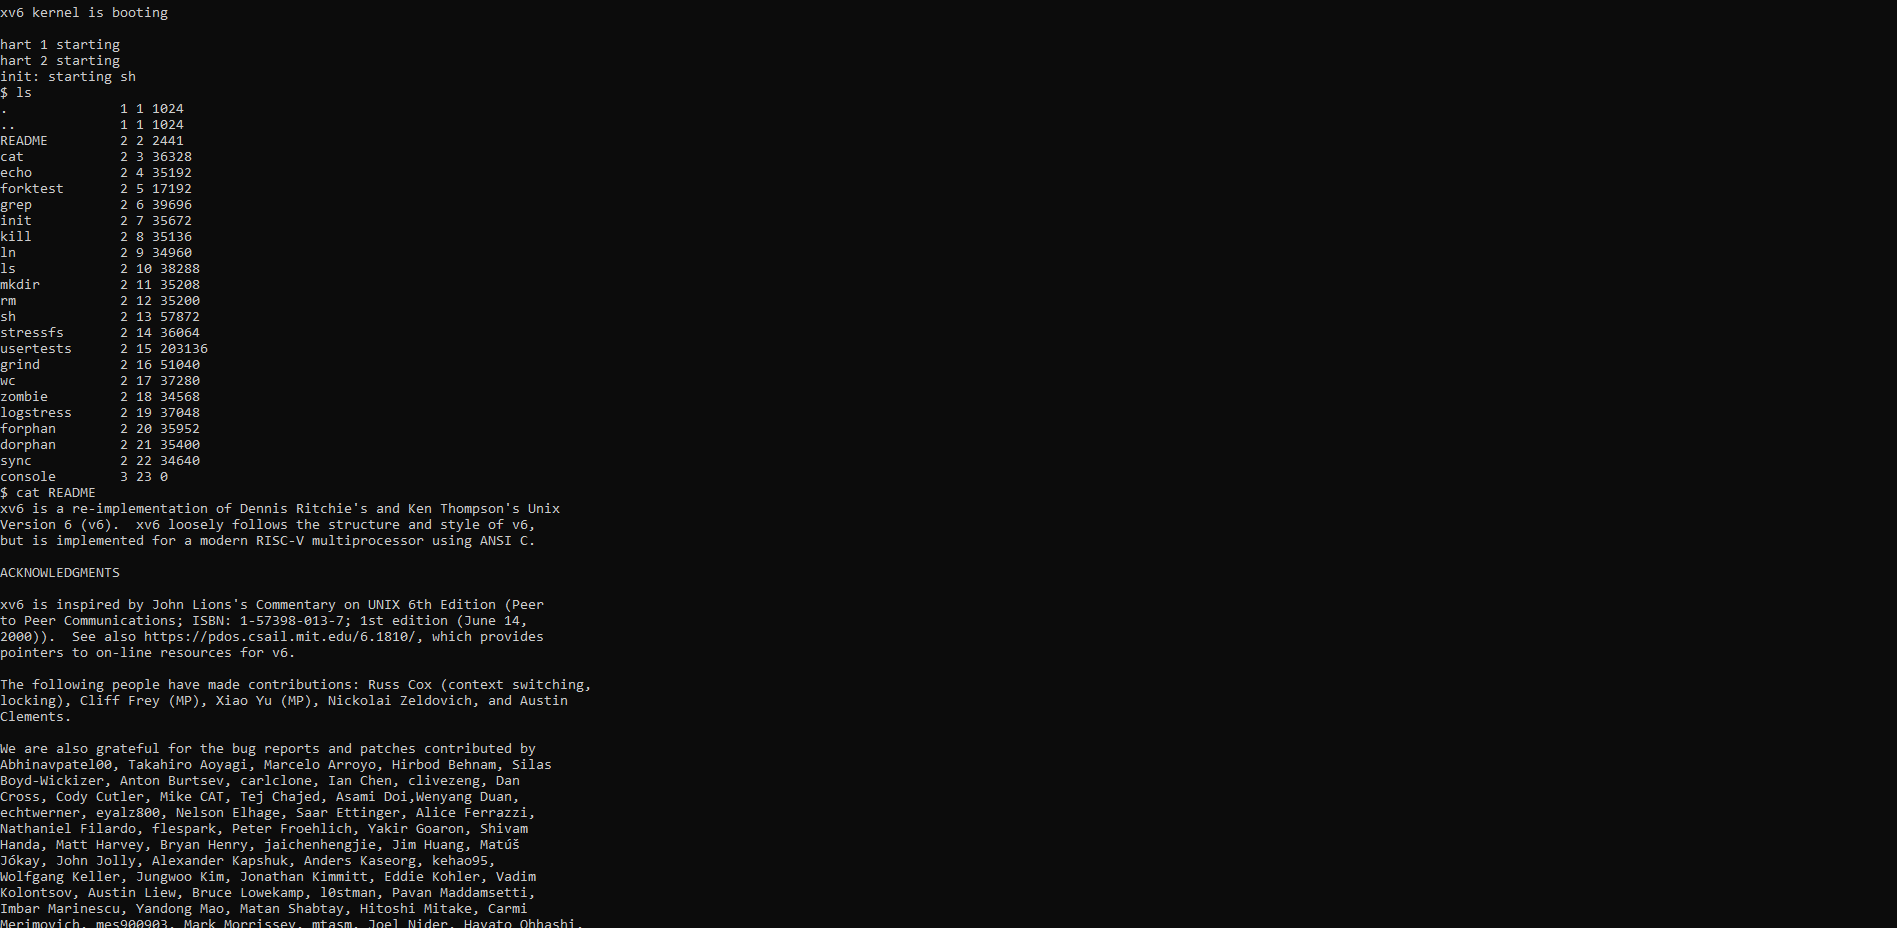 xv6 kernel is booting
hart 1 starting
hart 2 starting
init: starting sh
$ ls
.              1 1 1024
..             1 1 1024
README         2 2 2441
cat            2 3 36328
echo           2 4 35192
forktest       2 5 17192
grep           2 6 39696
init           2 7 35672
kill           2 8 35136
ln             2 9 34960
ls             2 10 38288
mkdir          2 11 35208
rm             2 12 35200
sh             2 13 57872
stressfs       2 14 36064
usertests      2 15 203136
grind          2 16 51040
wc             2 17 37280
zombie         2 18 34568
logstress      2 19 37048
forphan        2 20 35952
dorphan        2 21 35400
sync           2 22 34640
console        3 23 0
$ cat README
xv6 is a re-implementation of Dennis Ritchie's and Ken Thompson's Unix
Version 6 (v6).  xv6 loosely follows the structure and style of v6,
but is implemented for a modern RISC-V multiprocessor using ANSI C.
ACKNOWLEDGMENTS
xv6 is inspired by John Lions's Commentary on UNIX 6th Edition (Peer
to Peer Communications; ISBN: 1-57398-013-7; 1st edition (June 14,
2000)).  See also https://pdos.csail.mit.edu/6.1810/, which provides
pointers to on-line resources for v6.
The following people have made contributions: Russ Cox (context switching,
locking), Cliff Frey (MP), Xiao Yu (MP), Nickolai Zeldovich, and Austin
Clements.
We are also grateful for the bug reports and patches contributed by
Abhinavpatel00, Takahiro Aoyagi, Marcelo Arroyo, Hirbod Behnam, Silas
Boyd-Wickizer, Anton Burtsev, carlclone, Ian Chen, clivezeng, Dan
Cross, Cody Cutler, Mike CAT, Tej Chajed, Asami Doi,Wenyang Duan,
echtwerner, eyalz800, Nelson Elhage, Saar Ettinger, Alice Ferrazzi,
Nathaniel Filardo, flespark, Peter Froehlich, Yakir Goaron, Shivam
Handa, Matt Harvey, Bryan Henry, jaichenhengjie, Jim Huang, Matúš
Jókay, John Jolly, Alexander Kapshuk, Anders Kaseorg, kehao95,
Wolfgang Keller, Jungwoo Kim, Jonathan Kimmitt, Eddie Kohler, Vadim
Kolontsov, Austin Liew, Bruce Lowekamp, l0stman, Pavan Maddamsetti,
Imbar Marinescu, Yandong Mao, Matan Shabtay, Hitoshi Mitake, Carmi
Merimovich, mes900903, Mark Morrissey, mtasm, Joel Nider, Hayato Ohhashi,